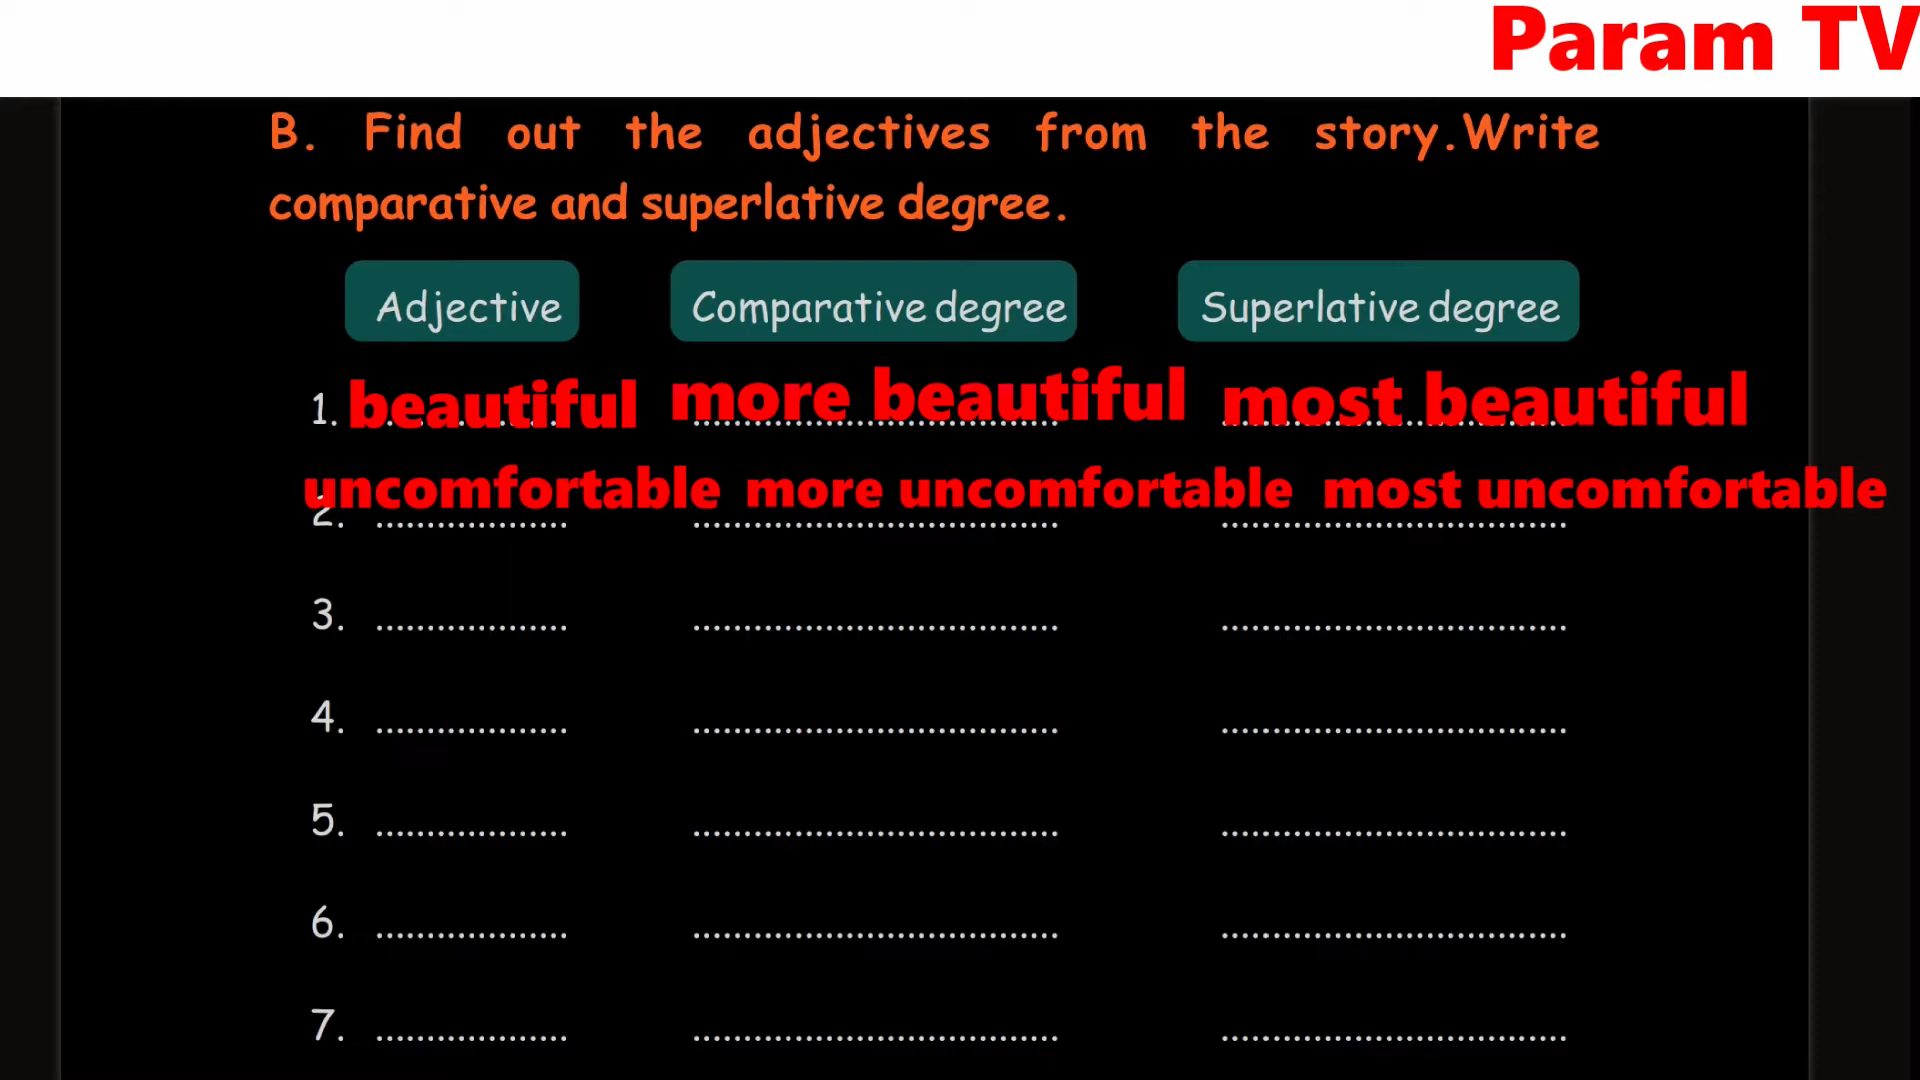 Param TV
B. Find out the adjectives from the story.Write
comparative and superlative degree.
Adjective Comparative degree Superlative degree
1. beautiful more beautiful most beautiful
2. uncomfortable more uncomfortable most uncomfortable
3. .................. .................................. ................................
4. .................. .................................. ................................
5. .................. .................................. ................................
6. .................. .................................. ................................
7. .................. .................................. ................................